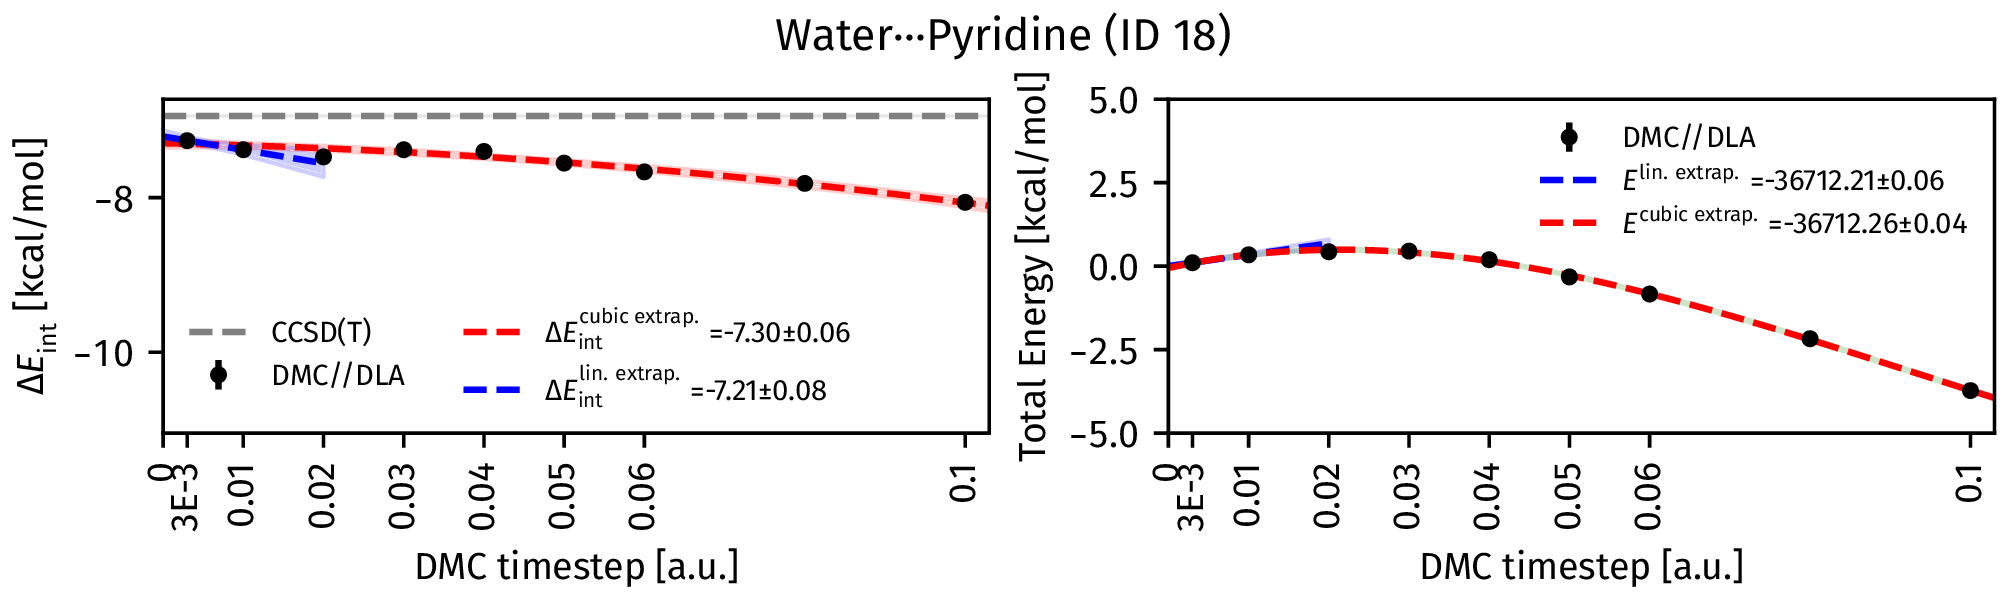 Water···Pyridine (ID 18)
ΔE_int [kcal/mol]
−8
−10
CCSD(T)
DMC//DLA
ΔE_int^cubic extrap. =-7.30±0.06
ΔE_int^lin. extrap. =-7.21±0.08
0
3E-3
0.01
0.02
0.03
0.04
0.05
0.06
0.1
DMC timestep [a.u.]
Total Energy [kcal/mol]
5.0
2.5
0.0
−2.5
−5.0
DMC//DLA
E^lin. extrap. =-36712.21±0.06
E^cubic extrap. =-36712.26±0.04
0
3E-3
0.01
0.02
0.03
0.04
0.05
0.06
0.1
DMC timestep [a.u.]